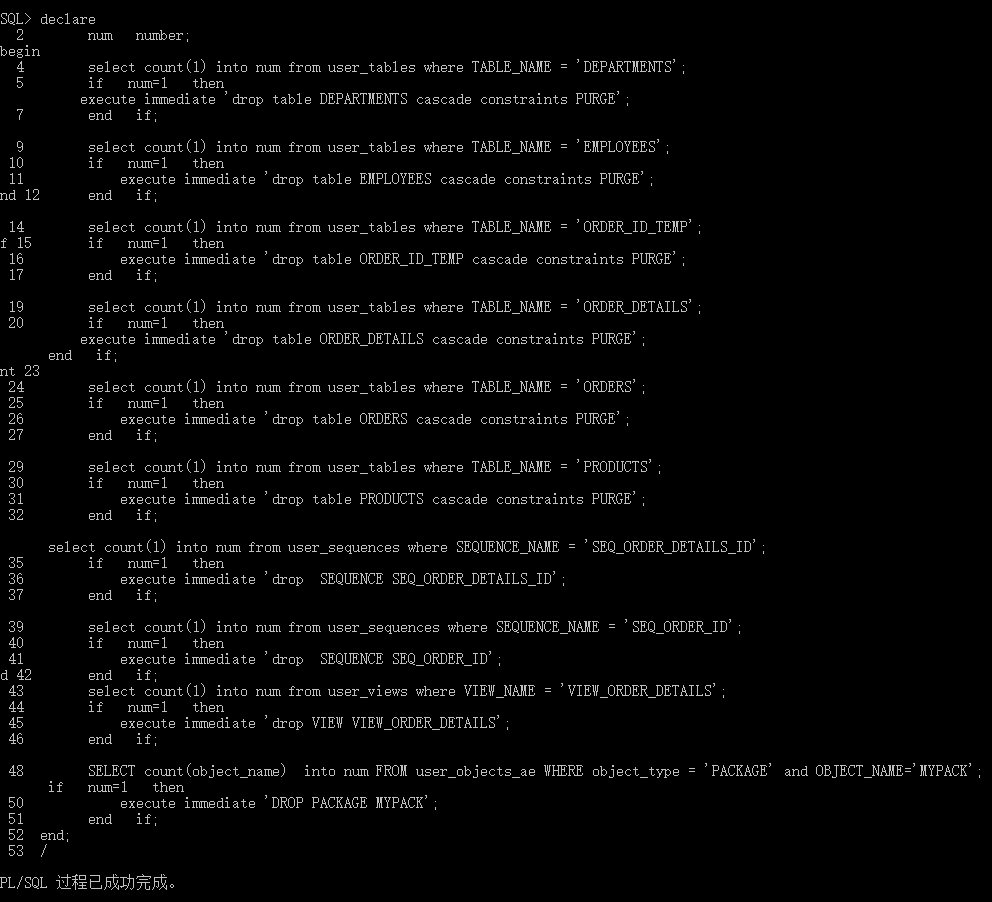 SQL> declare
  2        num   number;
begin
  4        select count(1) into num from user_tables where TABLE_NAME = 'DEPARTMENTS';
  5        if   num=1   then
          execute immediate 'drop table DEPARTMENTS cascade constraints PURGE';
  7        end   if;
  9        select count(1) into num from user_tables where TABLE_NAME = 'EMPLOYEES';
 10        if   num=1   then
 11            execute immediate 'drop table EMPLOYEES cascade constraints PURGE';
nd 12      end   if;
 14        select count(1) into num from user_tables where TABLE_NAME = 'ORDER_ID_TEMP';
f 15       if   num=1   then
 16            execute immediate 'drop table ORDER_ID_TEMP cascade constraints PURGE';
 17        end   if;
 19        select count(1) into num from user_tables where TABLE_NAME = 'ORDER_DETAILS';
 20        if   num=1   then
          execute immediate 'drop table ORDER_DETAILS cascade constraints PURGE';
      end   if;
nt 23
 24        select count(1) into num from user_tables where TABLE_NAME = 'ORDERS';
 25        if   num=1   then
 26            execute immediate 'drop table ORDERS cascade constraints PURGE';
 27        end   if;
 29        select count(1) into num from user_tables where TABLE_NAME = 'PRODUCTS';
 30        if   num=1   then
 31            execute immediate 'drop table PRODUCTS cascade constraints PURGE';
 32        end   if;
      select count(1) into num from user_sequences where SEQUENCE_NAME = 'SEQ_ORDER_DETAILS_ID';
 35        if   num=1   then
 36            execute immediate 'drop  SEQUENCE SEQ_ORDER_DETAILS_ID';
 37        end   if;
 39        select count(1) into num from user_sequences where SEQUENCE_NAME = 'SEQ_ORDER_ID';
 40        if   num=1   then
 41            execute immediate 'drop  SEQUENCE SEQ_ORDER_ID';
d 42       end   if;
 43        select count(1) into num from user_views where VIEW_NAME = 'VIEW_ORDER_DETAILS';
 44        if   num=1   then
 45            execute immediate 'drop VIEW VIEW_ORDER_DETAILS';
 46        end   if;
 48        SELECT count(object_name)  into num FROM user_objects_ae WHERE object_type = 'PACKAGE' and OBJECT_NAME='MYPACK';
      if   num=1   then
 50            execute immediate 'DROP PACKAGE MYPACK';
 51        end   if;
 52  end;
 53  /
PL/SQL 过程已成功完成。